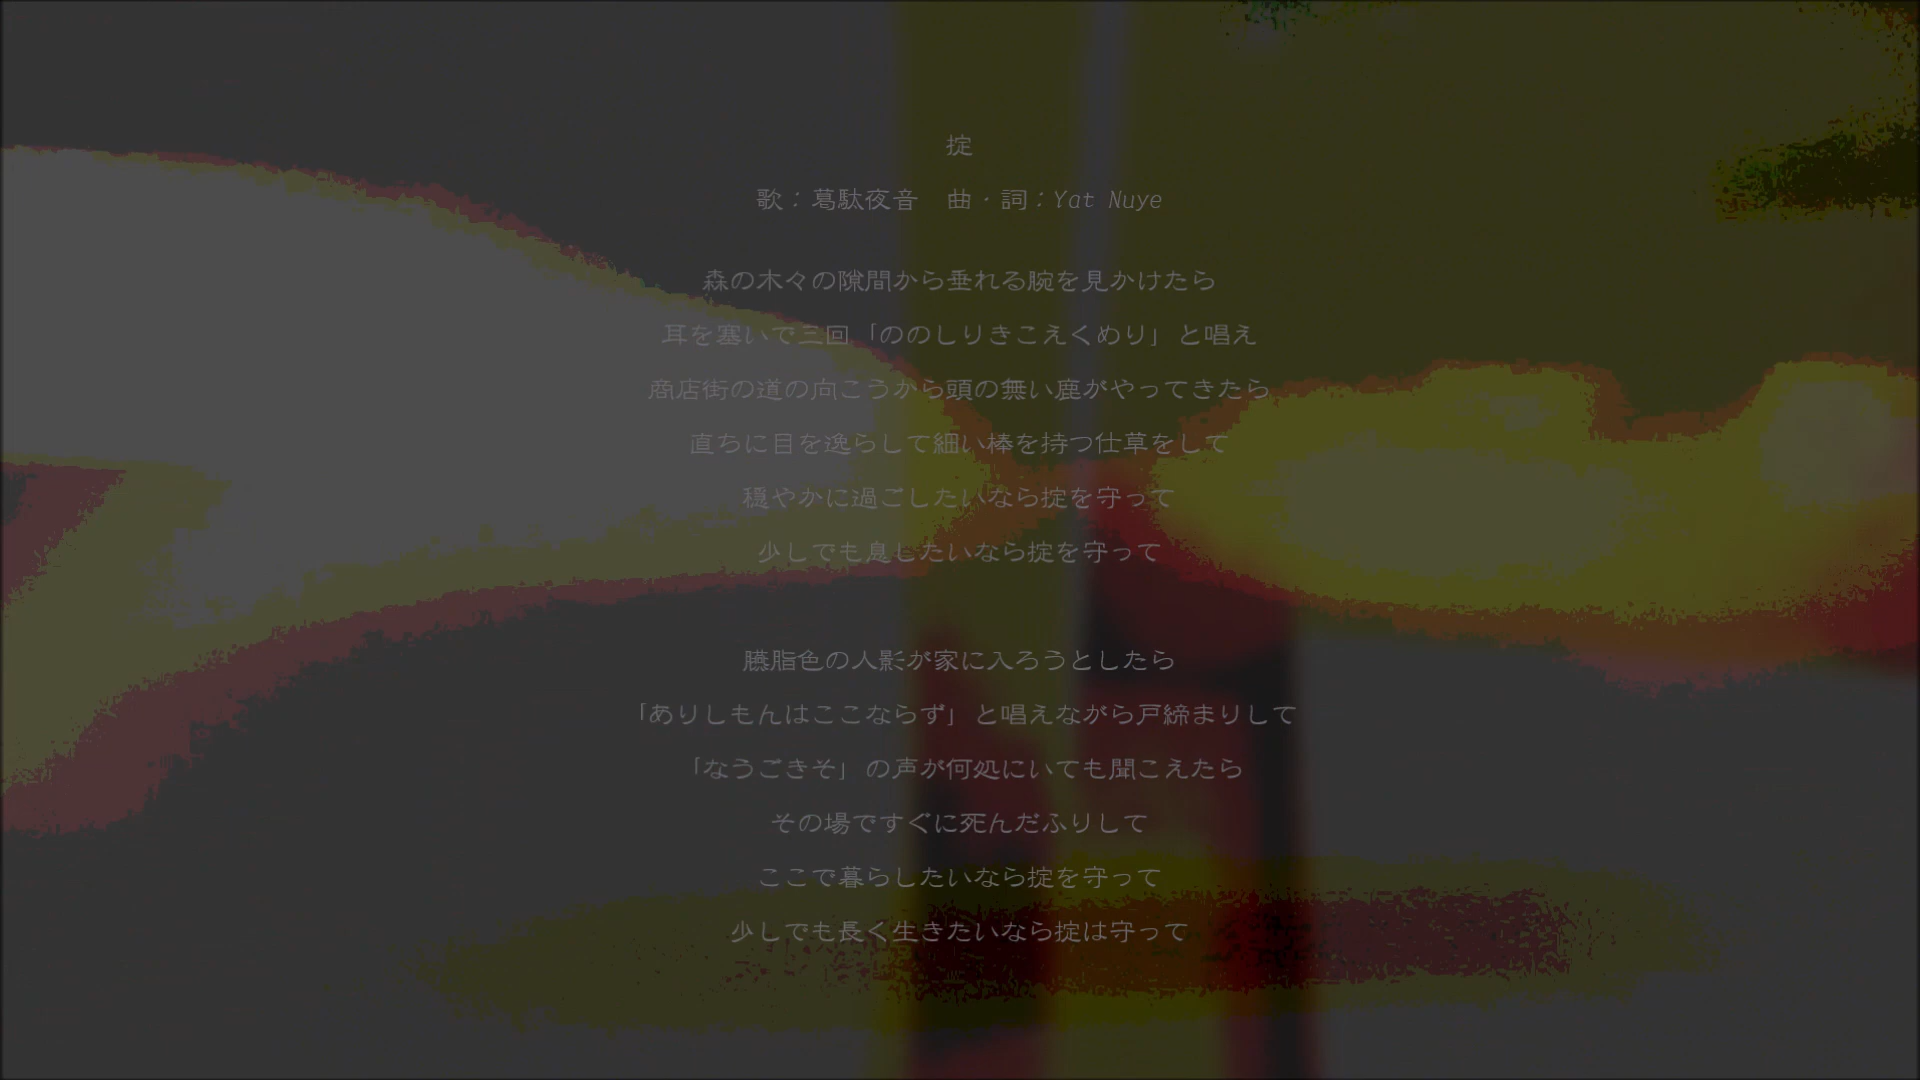 掟
歌：葛駄夜音　曲・詞：Yat Nuye
森の木々の隙間から垂れる腕を見かけたら
耳を塞いで三回「ののしりきこえくめり」と唱え
商店街の道の向こうから頭の無い鹿がやってきたら
直ちに目を逸らして細い棒を持つ仕草をして
穏やかに過ごしたいなら掟を守って
少しでも息したいなら掟を守って
臙脂色の人影が家に入ろうとしたら
「ありしもんはここならず」と唱えながら戸締まりして
「なうごきそ」の声が何処にいても聞こえたら
その場ですぐに死んだふりして
ここで暮らしたいなら掟を守って
少しでも長く生きたいなら掟は守って